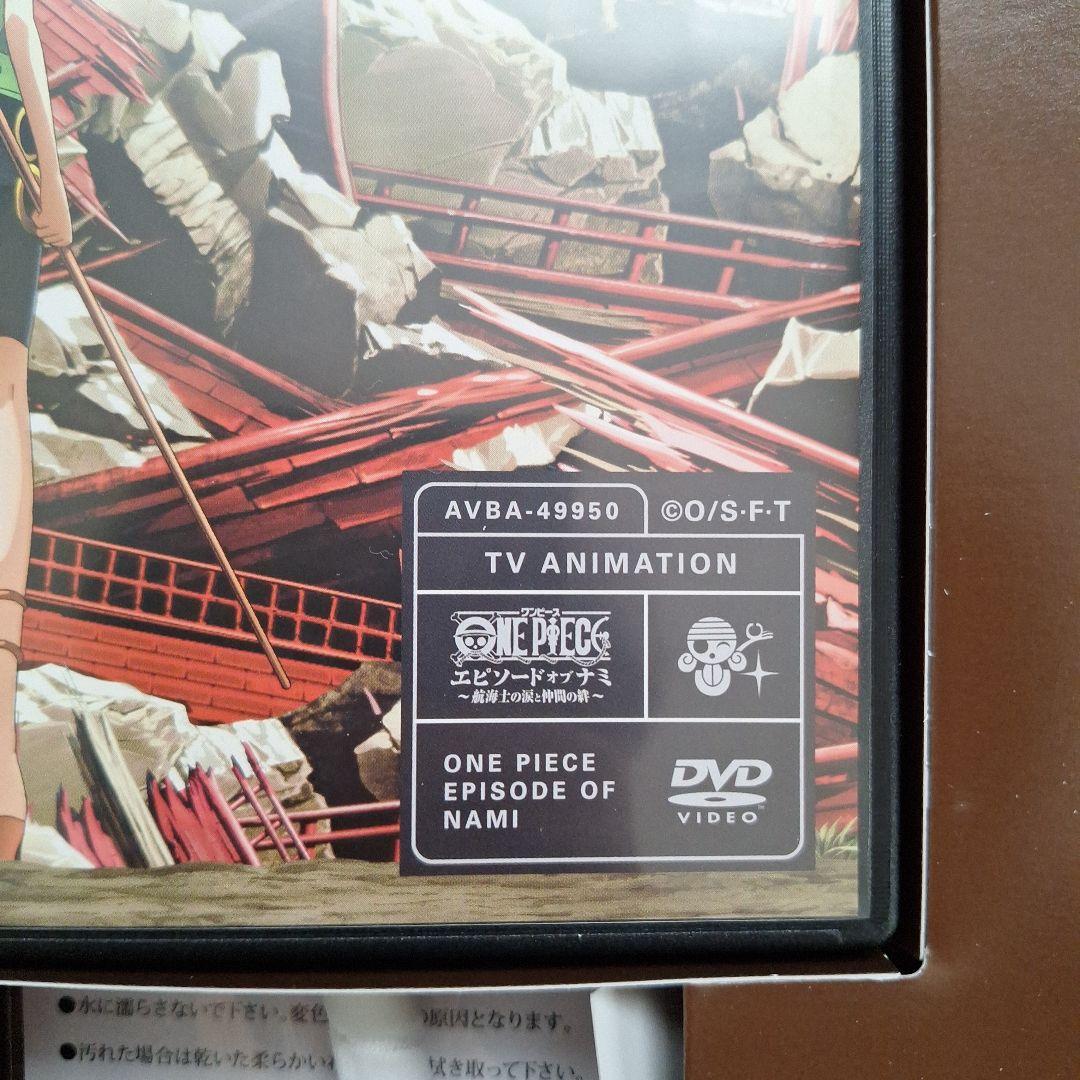 AVBA-49950
©O/S·F·T
TV ANIMATION
ワンピース
ONE PIECE
エピソードオブナミ
～航海士の涙と仲間の絆～
ONE PIECE
EPISODE OF
NAMI
DVD
VIDEO
●水に濡らさないで下さい。変色
原因となります。
●汚れた場合は乾いた柔らかい
拭き取って下さい。